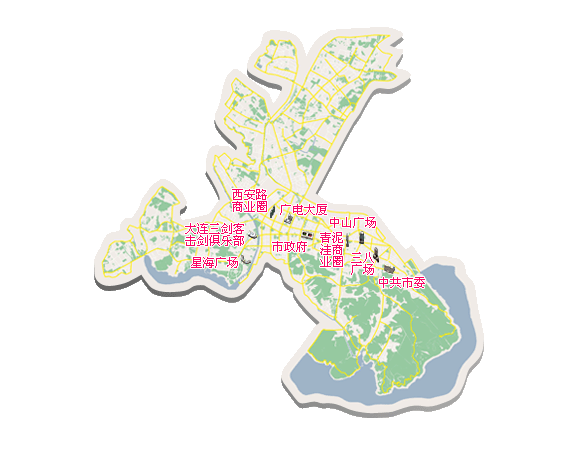 西安路
商业圈
广电大厦
中山广场
大连三剑客
击剑俱乐部
市政府
青泥
洼商
业圈
星海广场
三八
广场
中共市委